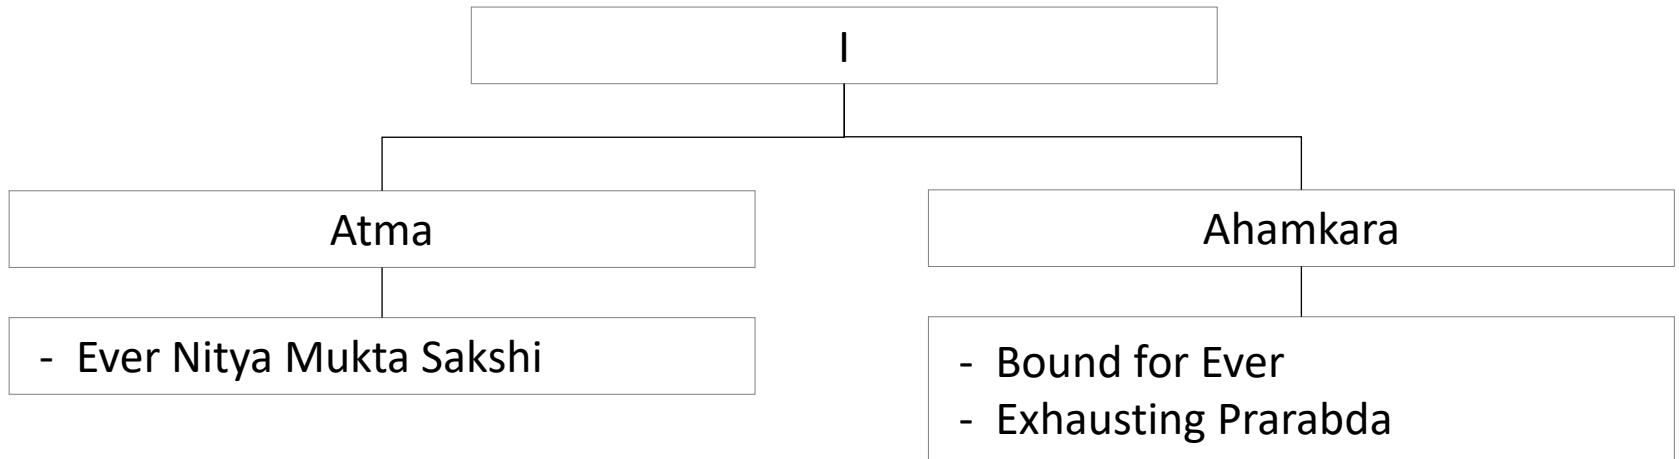 I
Atma
Ahamkara
- Ever Nitya Mukta Sakshi
- Bound for Ever
- Exhausting Prarabda